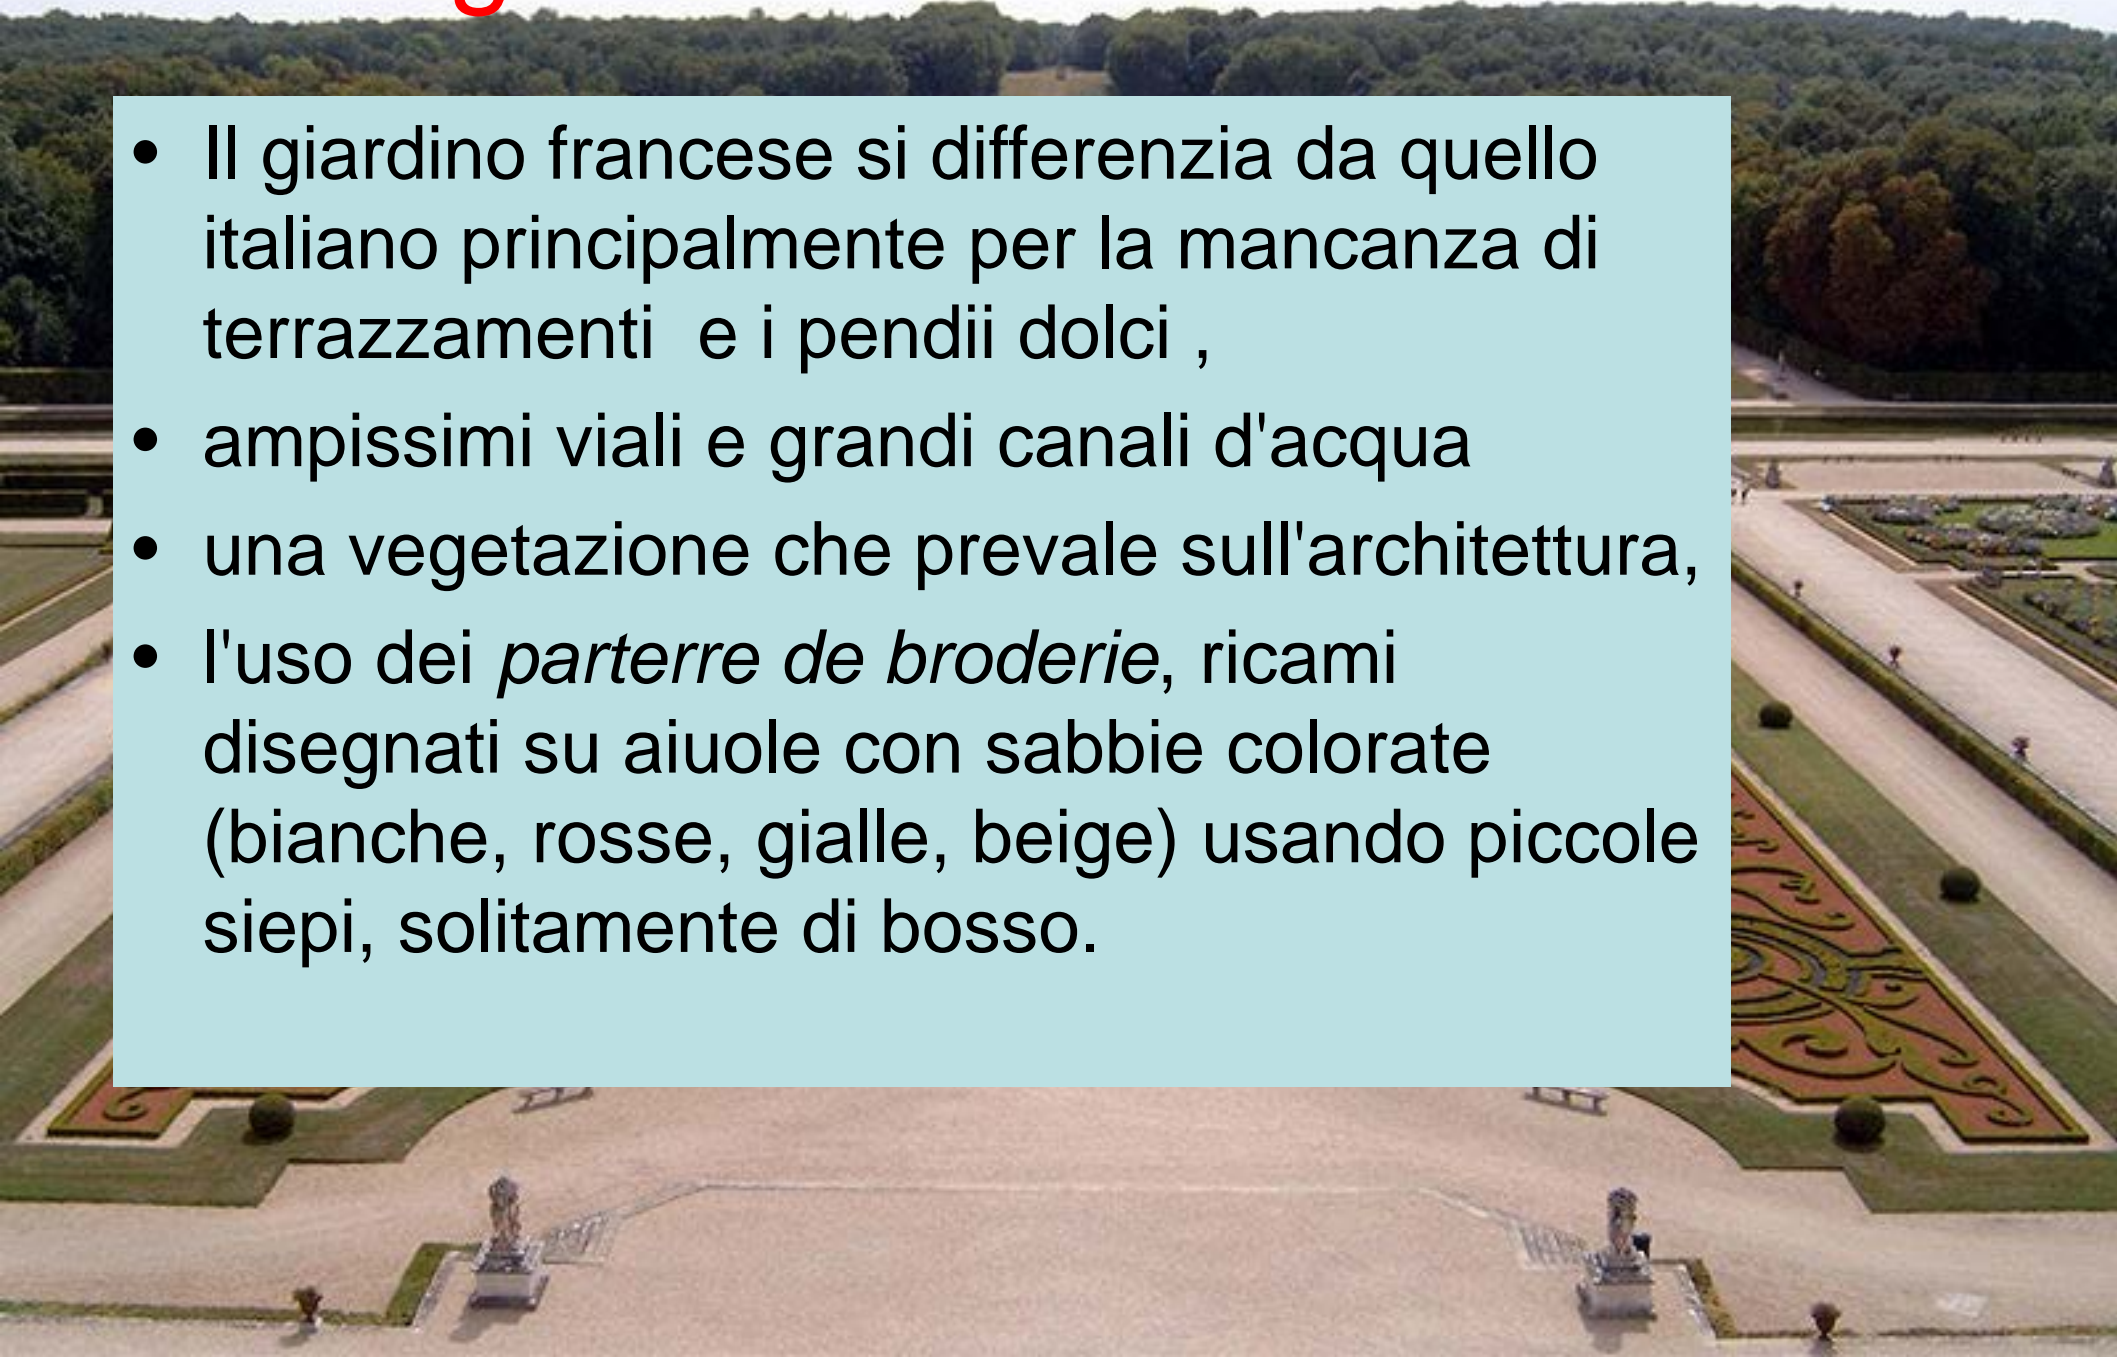 • Il giardino francese si differenzia da quello
italiano principalmente per la mancanza di
terrazzamenti  e i pendii dolci ,
• ampissimi viali e grandi canali d'acqua
• una vegetazione che prevale sull'architettura,
• l'uso dei parterre de broderie, ricami
disegnati su aiuole con sabbie colorate
(bianche, rosse, gialle, beige) usando piccole
siepi, solitamente di bosso.